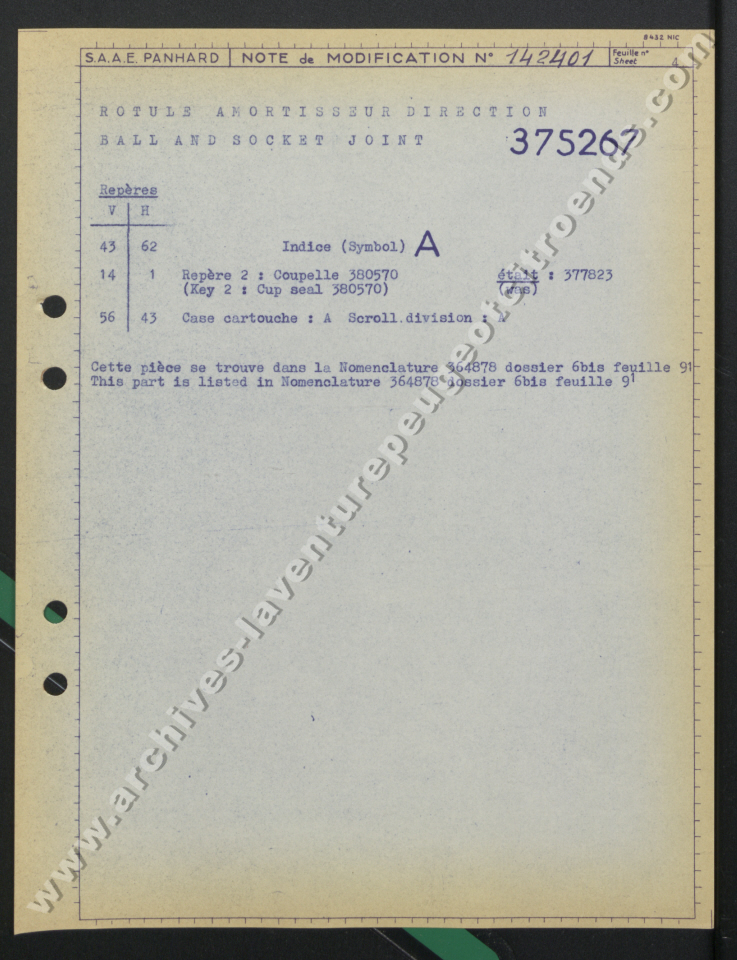 8432 NIC
S.A.A.E. PANHARD NOTE de MODIFICATION N° 142401 Feuille n° Sheet 4
ROTULE AMORTISSEUR DIRECTION
BALL AND SOCKET JOINT 375267
Repères
V H
43 62 Indice (Symbol) A
14 1 Repère 2 : Coupelle 380570 était : 377823
(Key 2 : Cup seal 380570) (was)
56 43 Case cartouche : A Scroll.division : A
Cette pièce se trouve dans la Nomenclature 364878 dossier 6bis feuille 91
This part is listed in Nomenclature 364878 dossier 6bis feuille 91
www.archives-laventurepeugeotcitroends.com